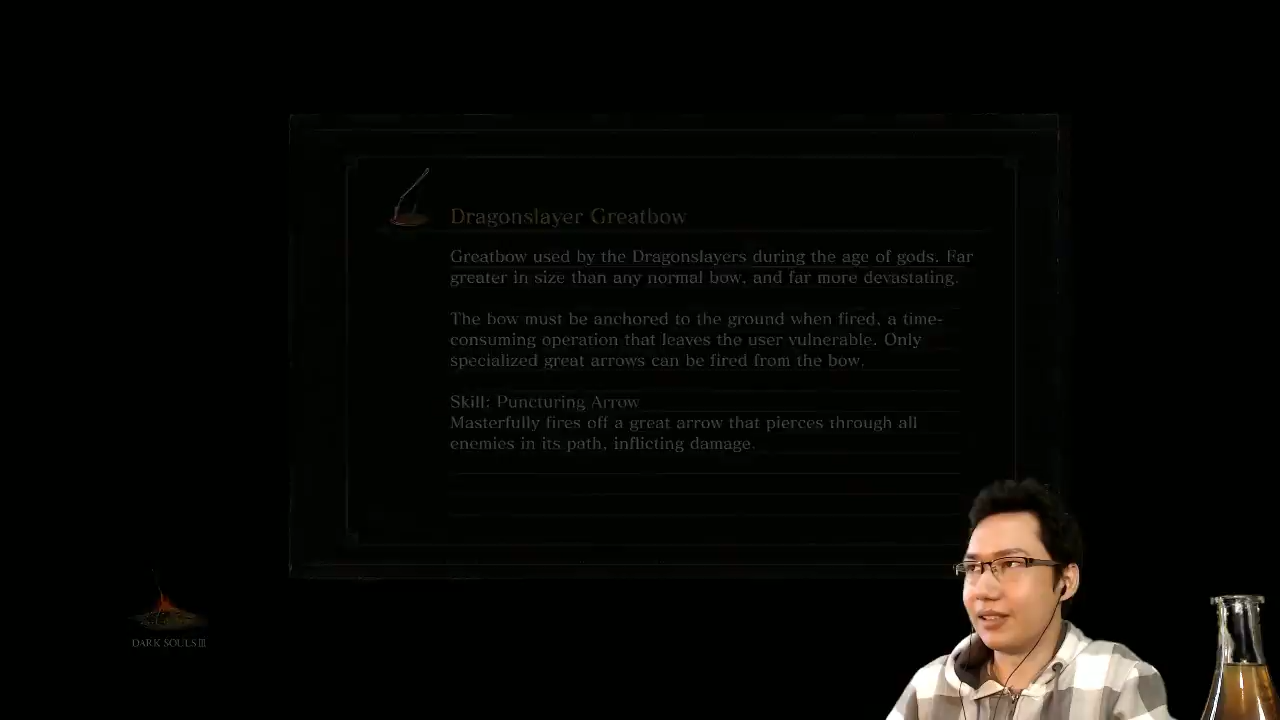 Dragonslayer Greatbow
Greatbow used by the Dragonslayers during the age of gods. Far
greater in size than any normal bow, and far more devastating.
The bow must be anchored to the ground when fired, a time-
consuming operation that leaves the user vulnerable. Only
specialized great arrows can be fired from the bow.
Skill: Puncturing Arrow
Masterfully fires off a great arrow that pierces through all
enemies in its path, inflicting damage.
DARK SOULS III